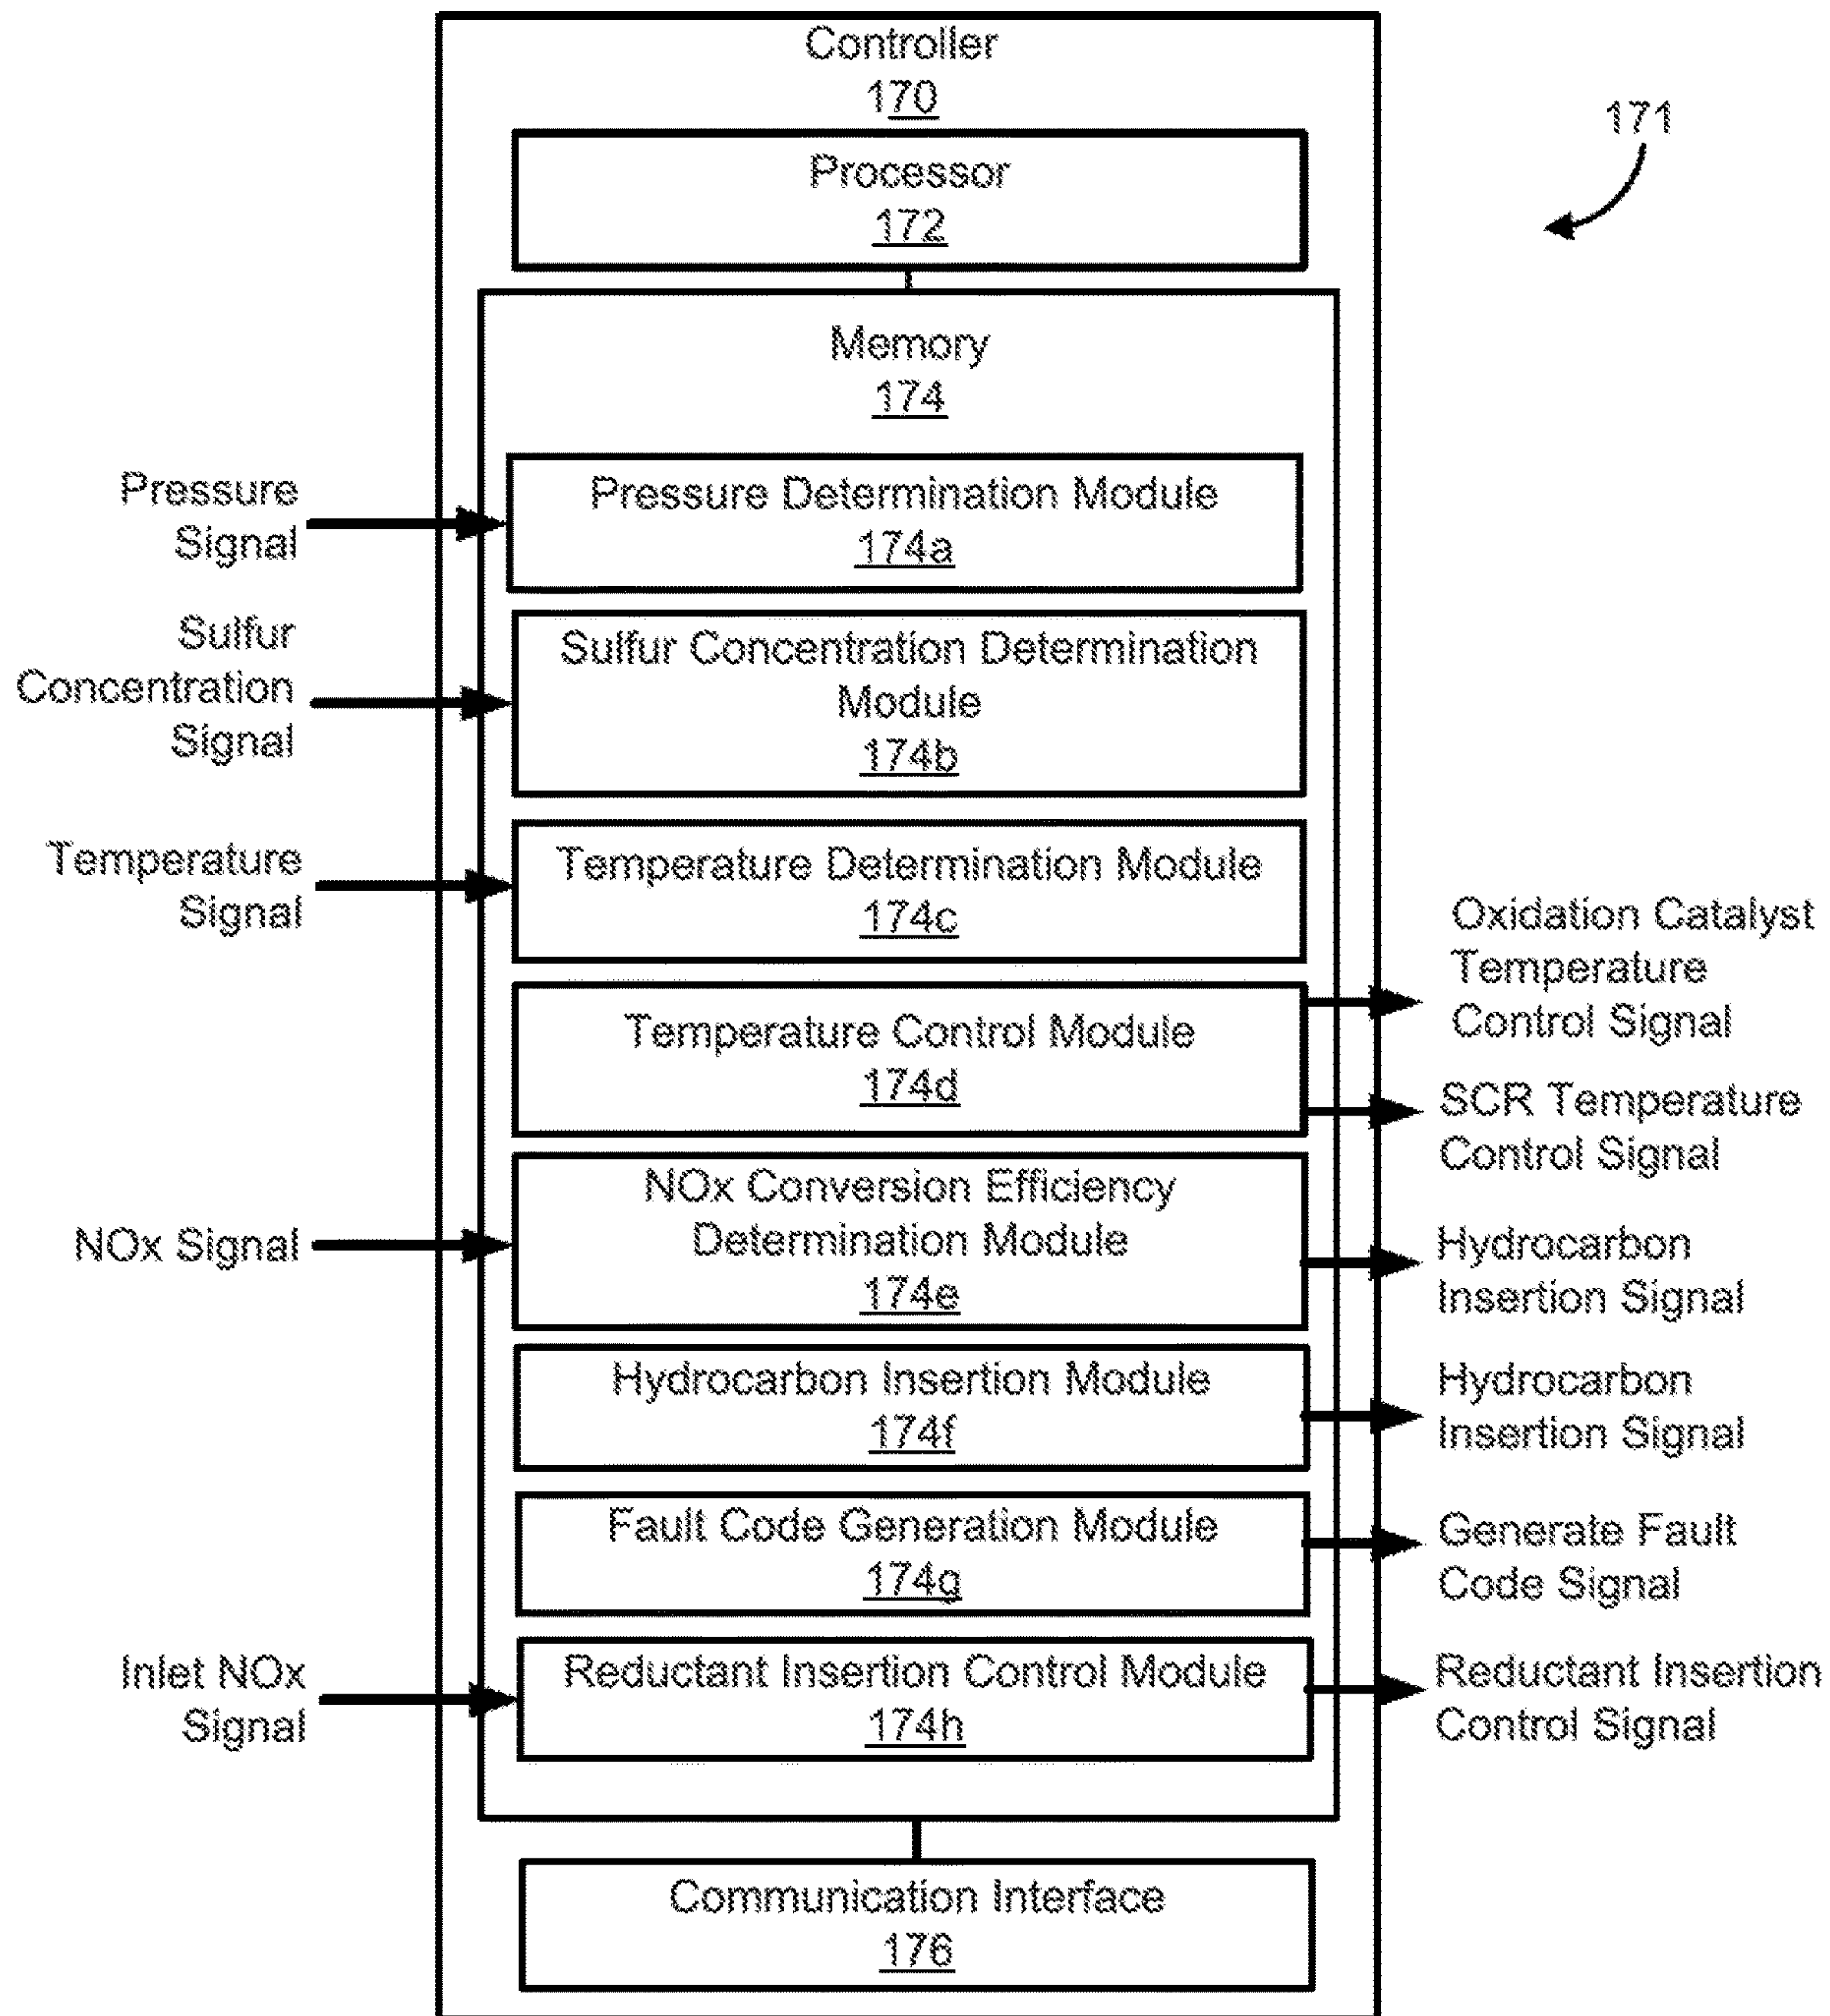 Controller
170
171
Processor
172
Memory
174
Pressure
Signal
Pressure Determination Module
174a
Sulfur
Concentration
Signal
Sulfur Concentration Determination
Module
174b
Temperature
Signal
Temperature Determination Module
174c
Temperature Control Module
174d
Oxidation Catalyst
Temperature
Control Signal
SCR Temperature
Control Signal
NOx Signal
NOx Conversion Efficiency
Determination Module
174e
Hydrocarbon
Insertion Signal
Hydrocarbon Insertion Module
174f
Hydrocarbon
Insertion Signal
Fault Code Generation Module
174g
Generate Fault
Code Signal
Inlet NOx
Signal
Reductant Insertion Control Module
174h
Reductant Insertion
Control Signal
Communication Interface
176